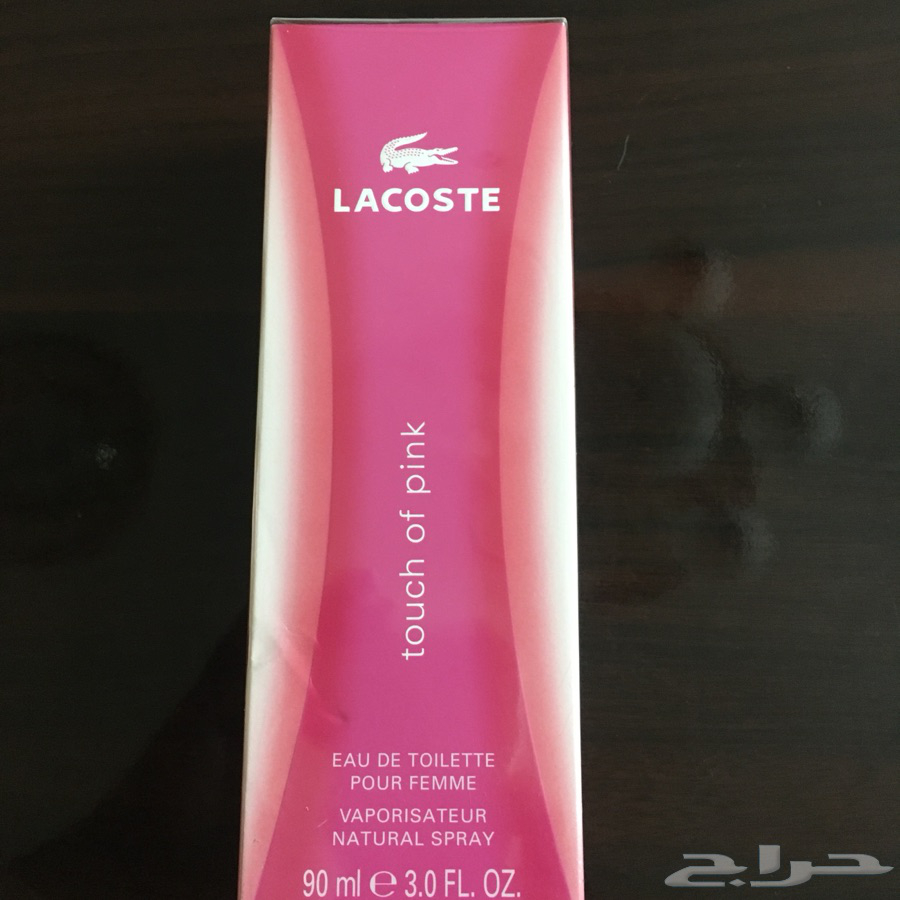 LACOSTE
touch of pink
EAU DE TOILETTE
POUR FEMME
VAPORISATEUR
NATURAL SPRAY
90 ml ℮ 3.0 FL. OZ.
حراج